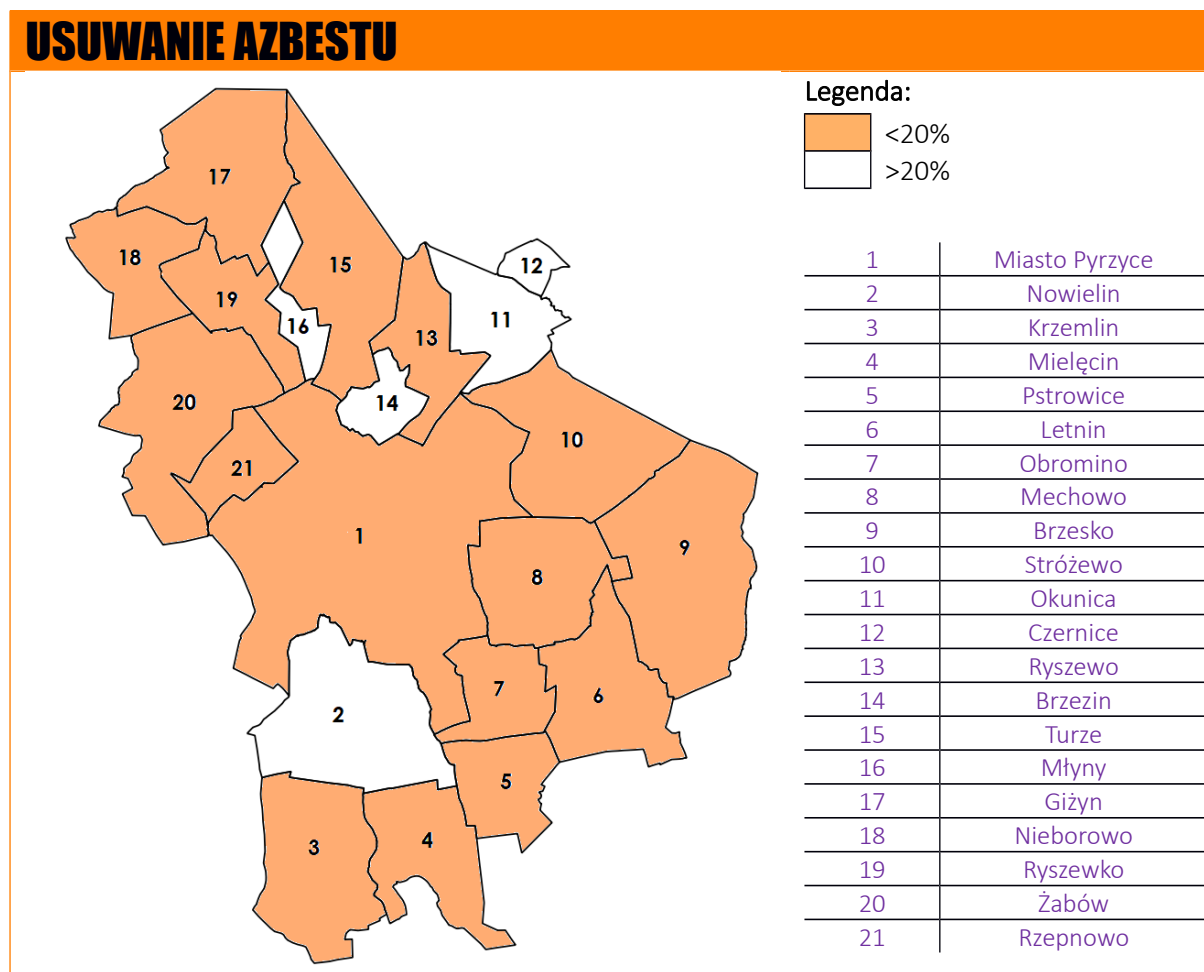 USUWANIE AZBESTU
Legenda:
<20%
>20%
17
18
15
12
19
16
11
13
14
20
10
21
1
9
8
7
6
2
5
4
3
1 Miasto Pyrzyce
2 Nowielin
3 Krzemlin
4 Mielęcin
5 Pstrowice
6 Letnin
7 Obromino
8 Mechowo
9 Brzesko
10 Stróżewo
11 Okunica
12 Czernice
13 Ryszewo
14 Brzezin
15 Turze
16 Młyny
17 Giżyn
18 Nieborowo
19 Ryszewko
20 Żabów
21 Rzepnowo